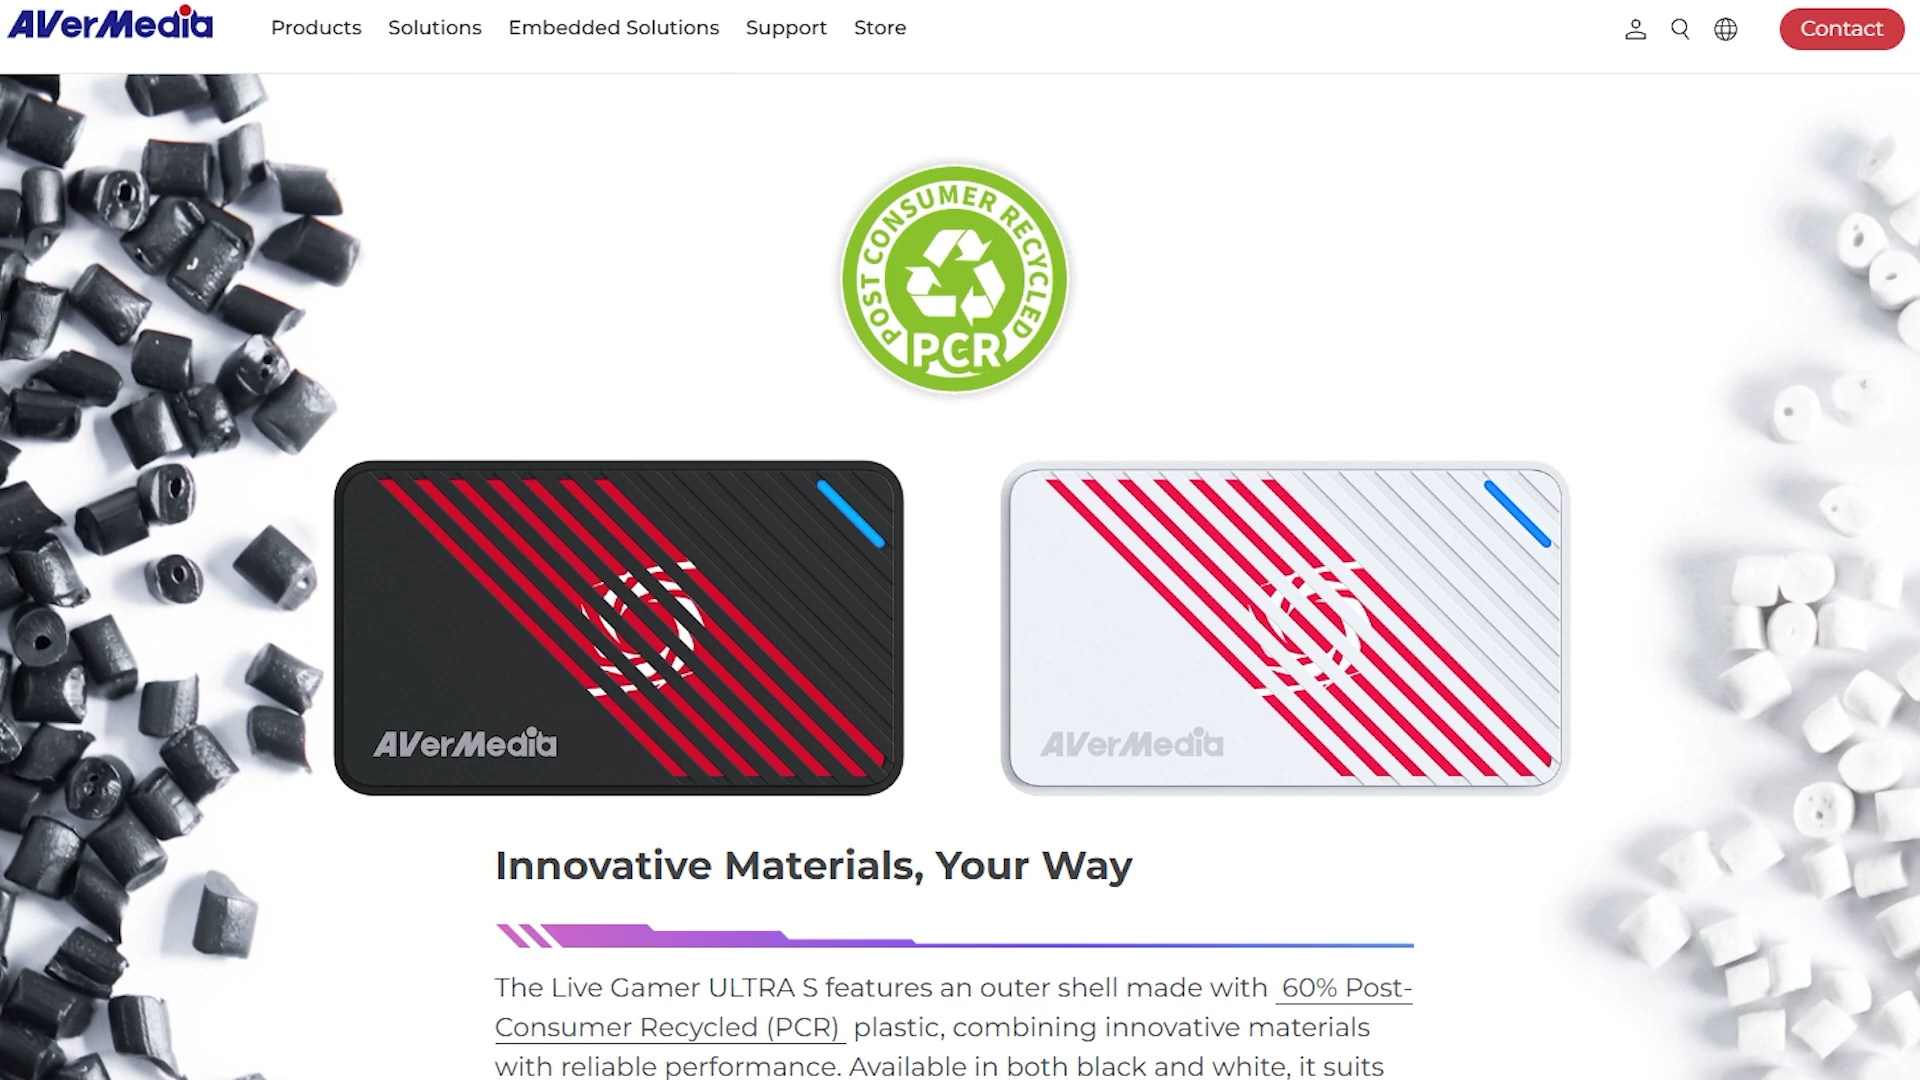 AVerMedia
Products Solutions Embedded Solutions Support Store
Contact
POST CONSUMER RECYCLED
PCR
AVerMedia
AVerMedia
Innovative Materials, Your Way
The Live Gamer ULTRA S features an outer shell made with 60% Post-
Consumer Recycled (PCR) plastic, combining innovative materials
with reliable performance. Available in both black and white, it suits